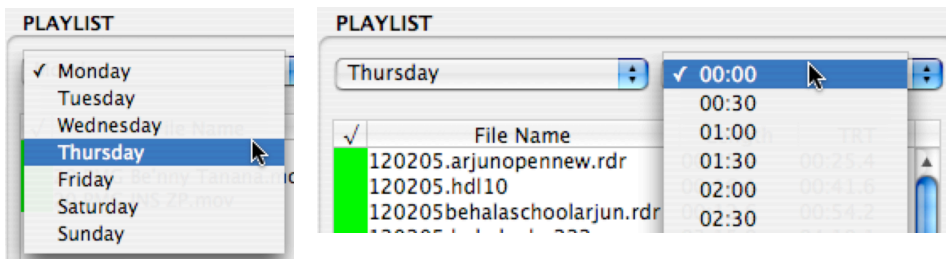 PLAYLIST
✓ Monday
Tuesday
Wednesday
Thursday
Friday
Saturday
Sunday
PLAYLIST
Thursday
✓ 00:00
00:30
01:00
01:30
02:00
02:30
√ File Name TRT
120205.arjunopennew.rdr 00:25.4
120205.hdl10 00:41.6
120205behalaschoolarjun.rdr 00:54.2